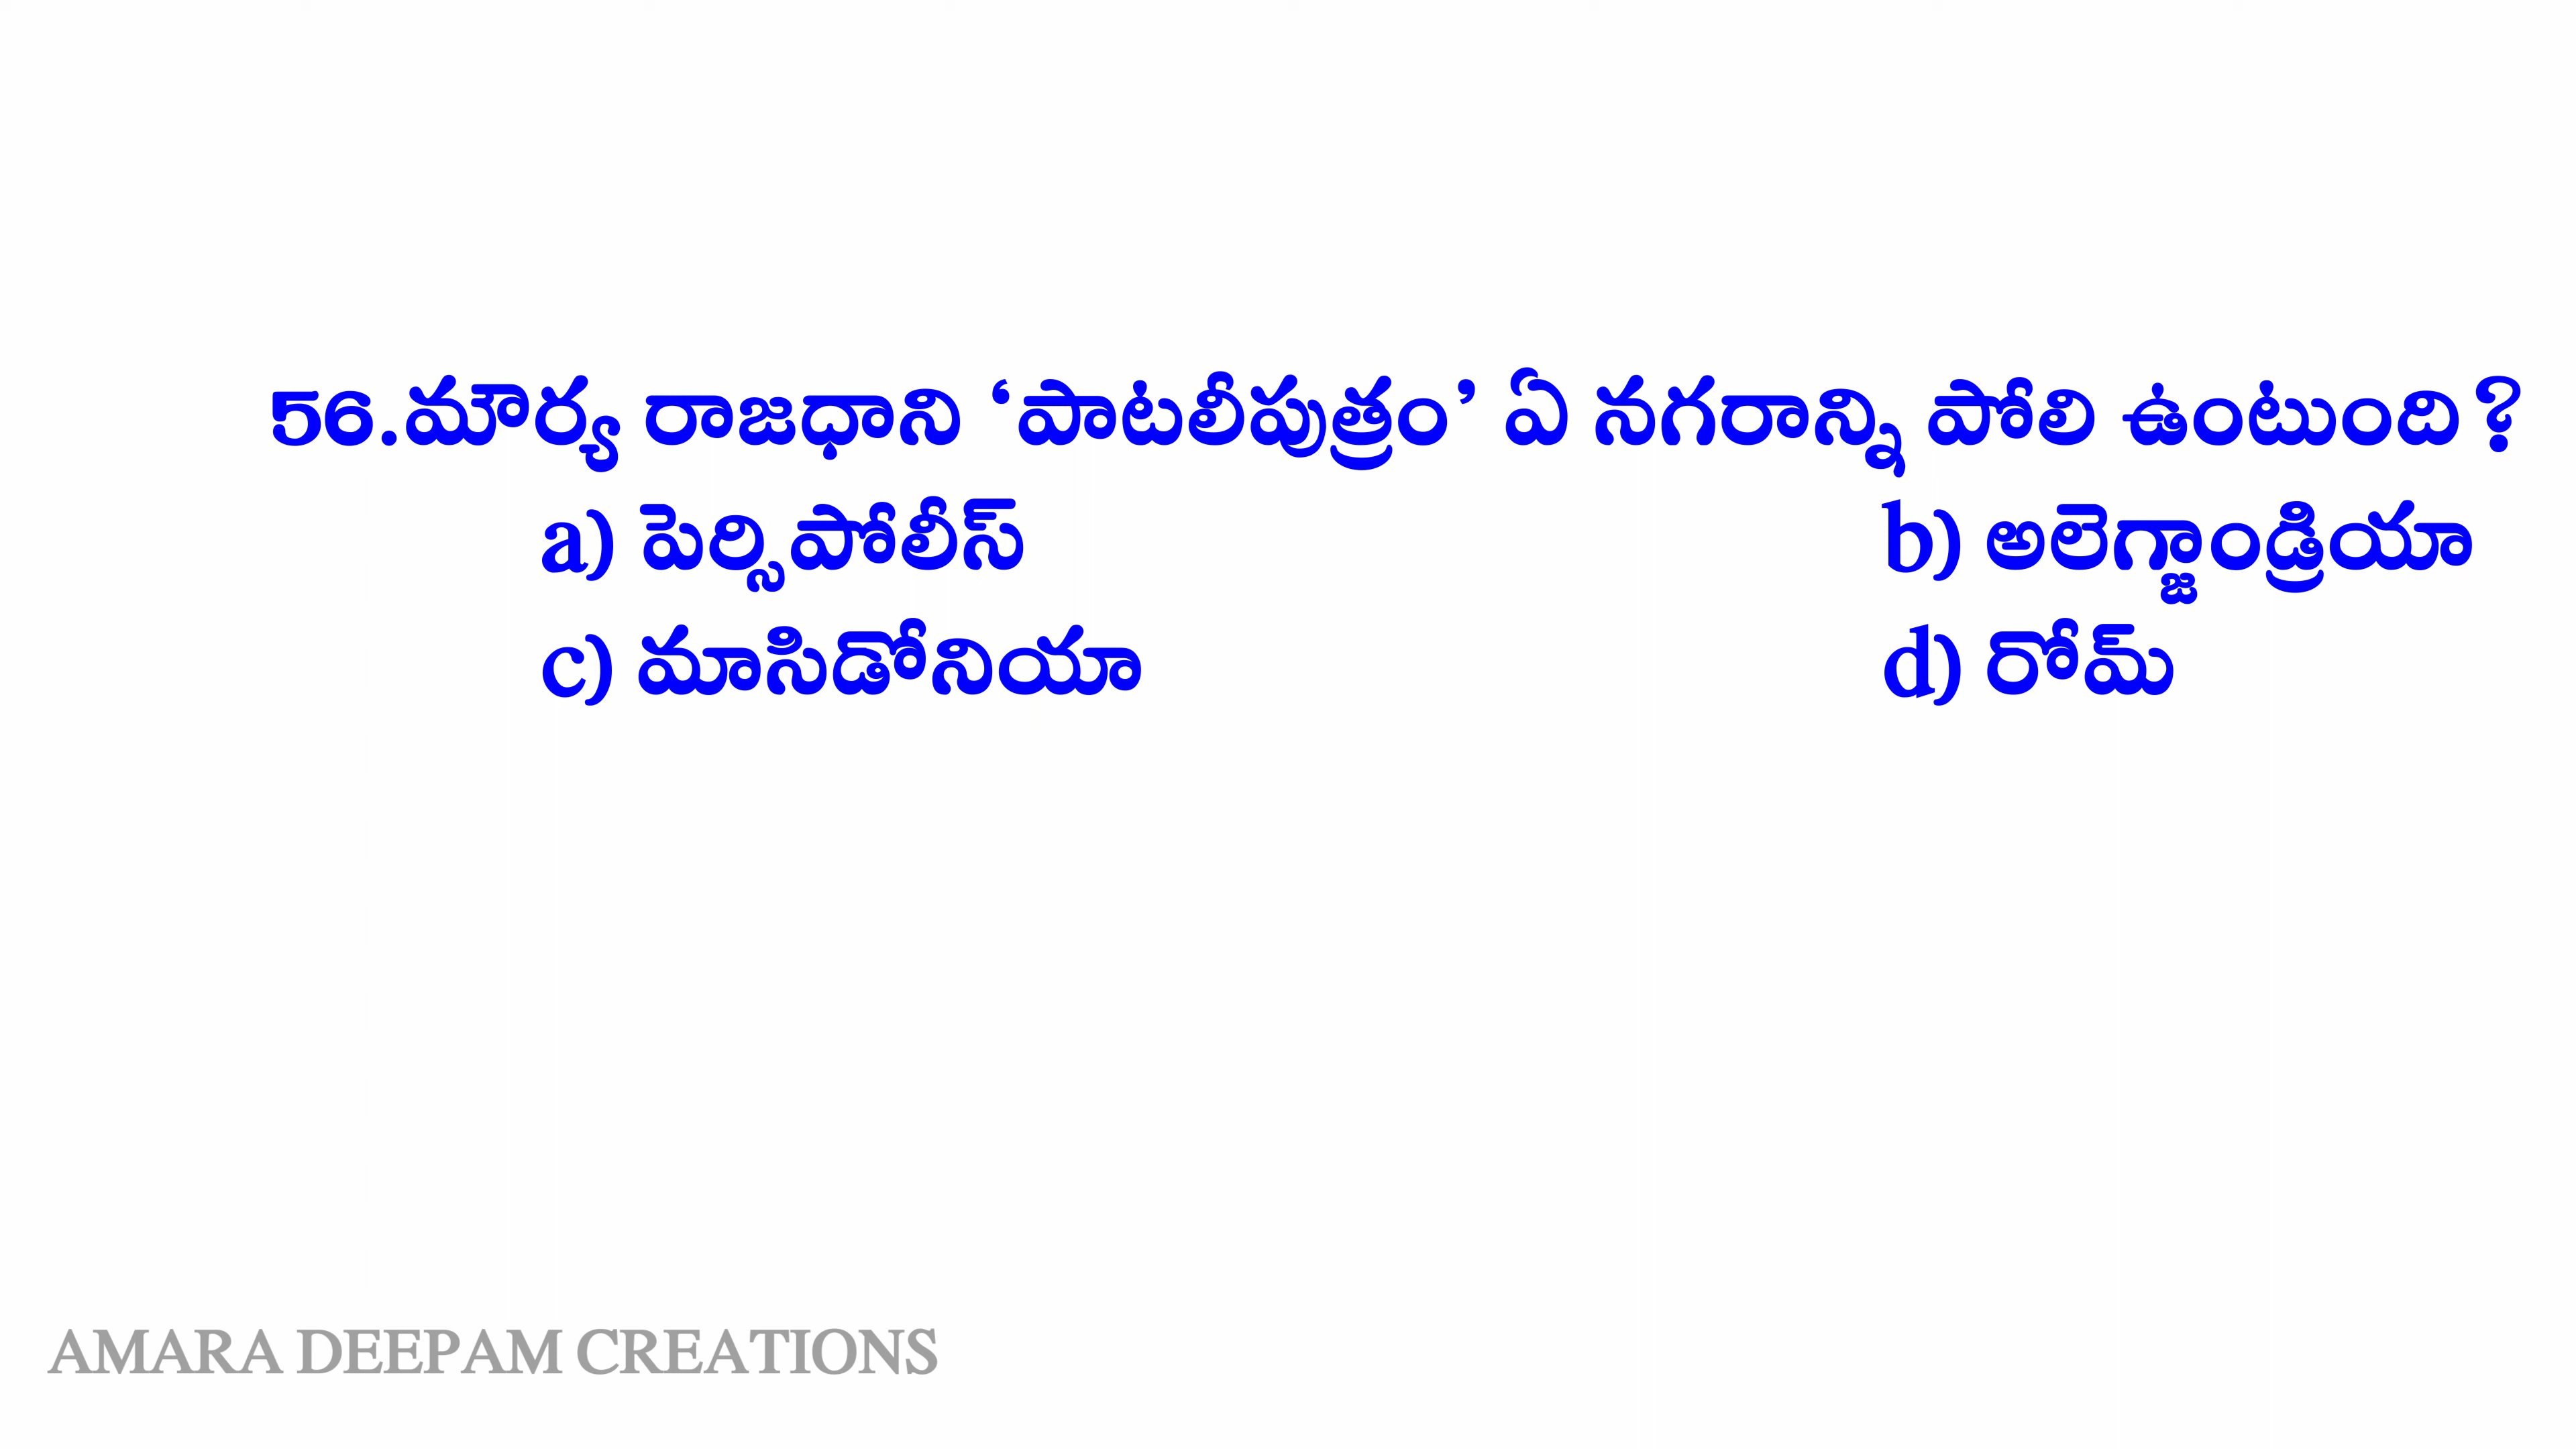 56.మౌర్య రాజధాని ‘పాటలీపుత్రం’ ఏ నగరాన్ని పోలి ఉంటుంది?
a) పెర్సిపోలీస్ b) అలెగ్జాండ్రియా
c) మాసిడోనియా d) రోమ్
AMARA DEEPAM CREATIONS